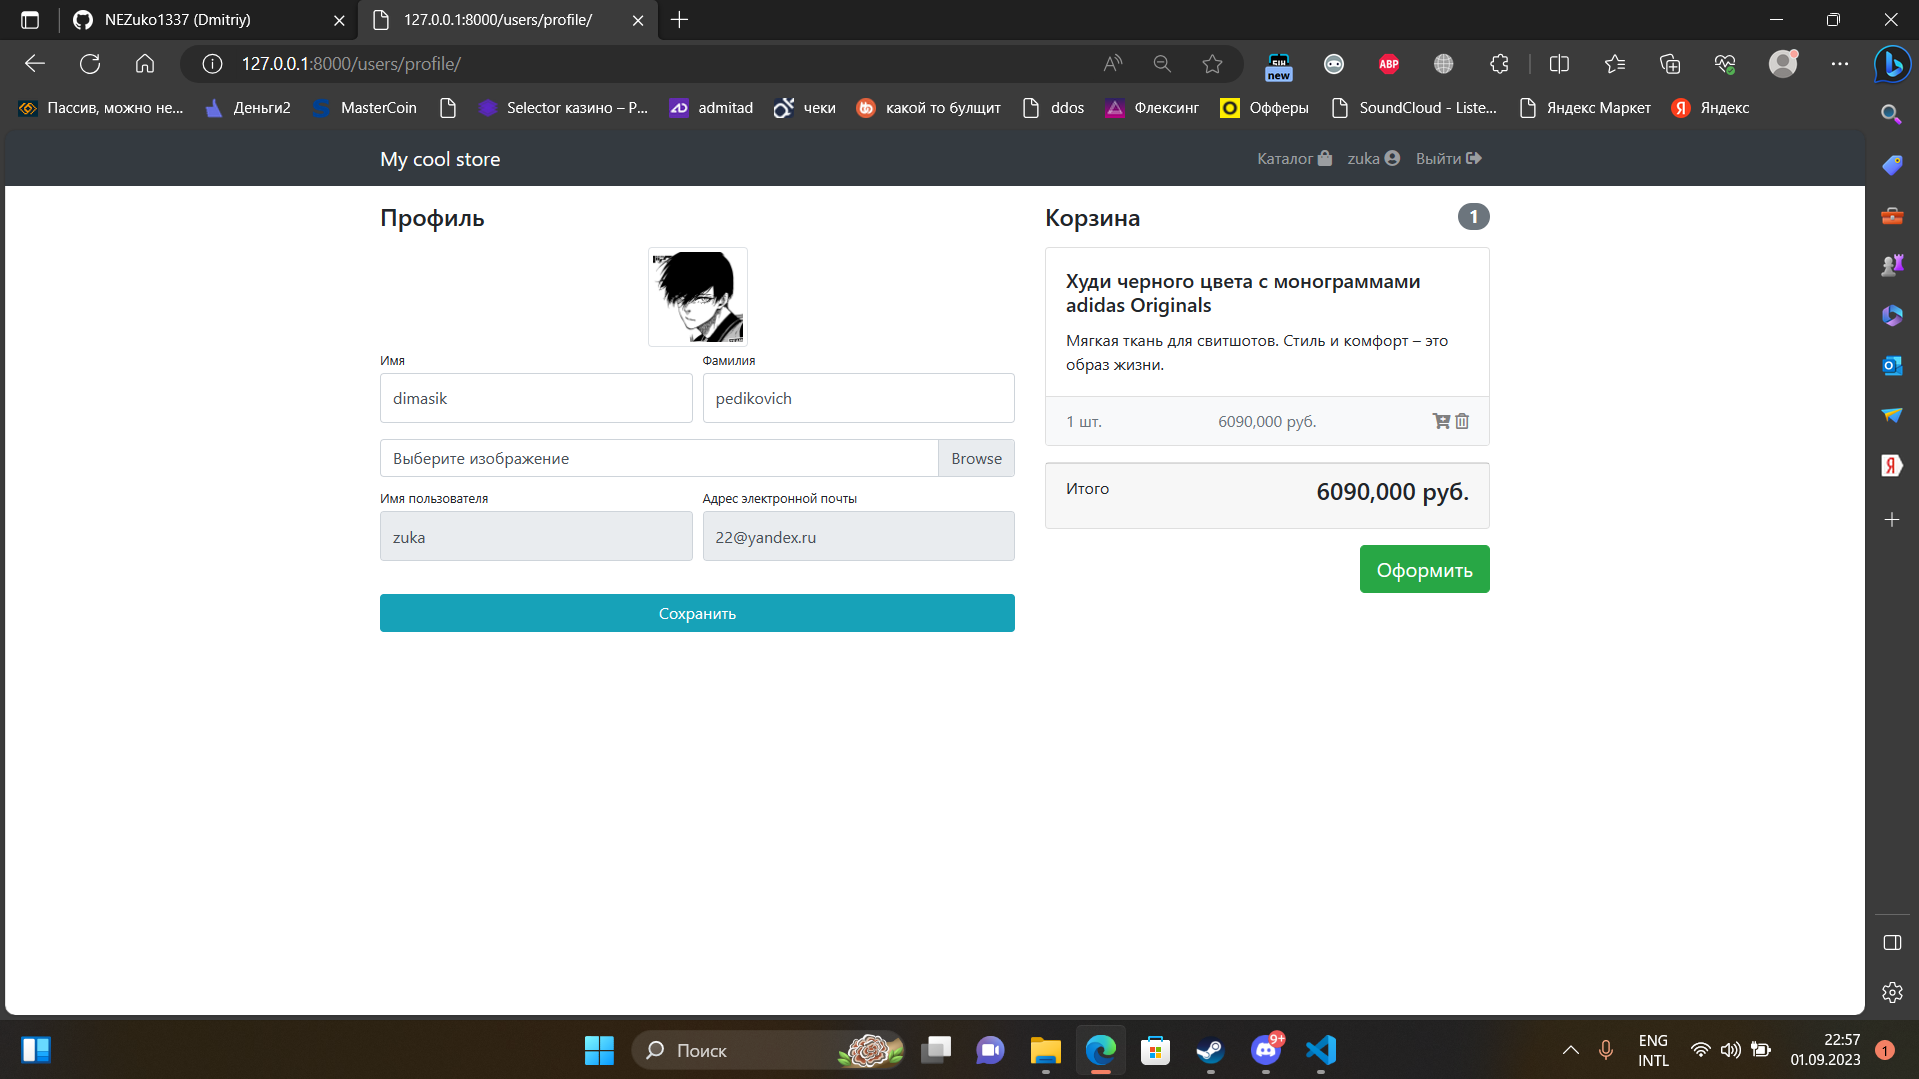 NEZuko1337 (Dmitriy)
127.0.0.1:8000/users/profile/
127.0.0.1:8000/users/profile/
new
ABP
Пассив, можно не...
Деньги2
MasterCoin
Selector казино – P...
admitad
чеки
какой то булщит
ddos
Флексинг
Офферы
SoundCloud - Liste...
Яндекс Маркет
Яндекс
My cool store
Каталог
zuka
Выйти
Профиль
Имя
Фамилия
dimasik
pedikovich
Выберите изображение
Browse
Имя пользователя
Адрес электронной почты
zuka
22@yandex.ru
Сохранить
Корзина
1
Худи черного цвета с монограммами
adidas Originals
Мягкая ткань для свитшотов. Стиль и комфорт – это
образ жизни.
1 шт.
6090,000 руб.
Итого
6090,000 руб.
Оформить
Поиск
9+
ENG
INTL
22:57
01.09.2023
1